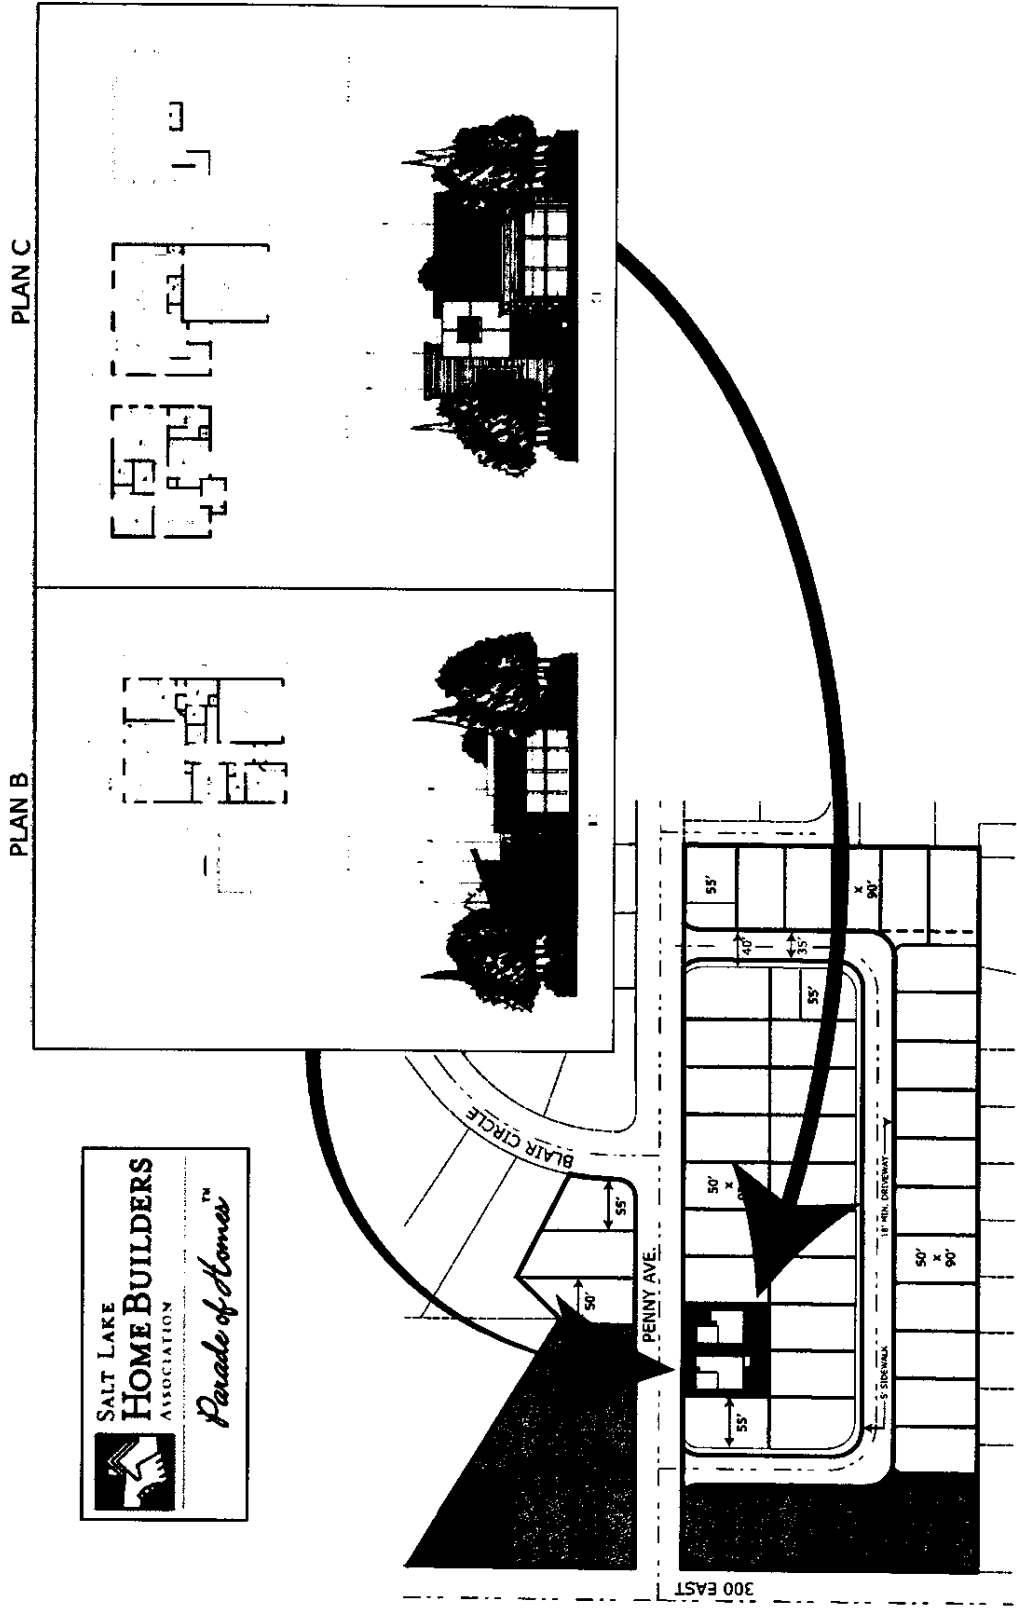 PLAN B
PLAN C
SALT LAKE
HOME BUILDERS
ASSOCIATION
Parade of Homes™
BLAIR CIRCLE
55'
50'
PENNY AVE.
300 EAST
55'
50'
X
55'
40'
35'
55'
X
90'
5' SIDEWALK
18' MIN. DRIVEWAY
50'
X
90'